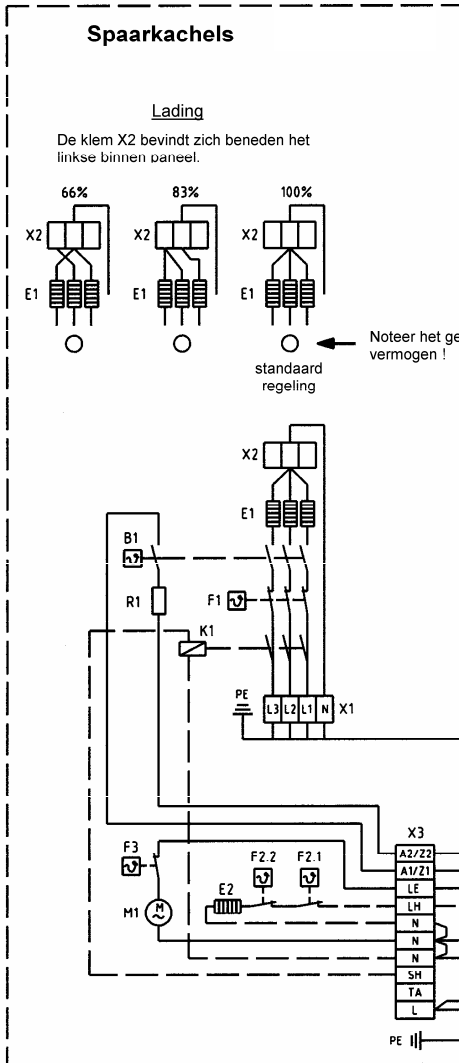 Spaarkachels
Lading
De klem X2 bevindt zich beneden het
linkse binnen paneel.
66% 83% 100%
X2 X2 X2
E1 E1 E1
Noteer het ge
vermogen !
standaard
regeling
X2
E1
B1
R1 F1
K1
PE
L3 L2 L1 N X1
X3
F3 F2.2 F2.1 A2/Z2
A1/Z1
E2 LE
LH
M1 M ~ N
N
N
SH
TA
L
PE